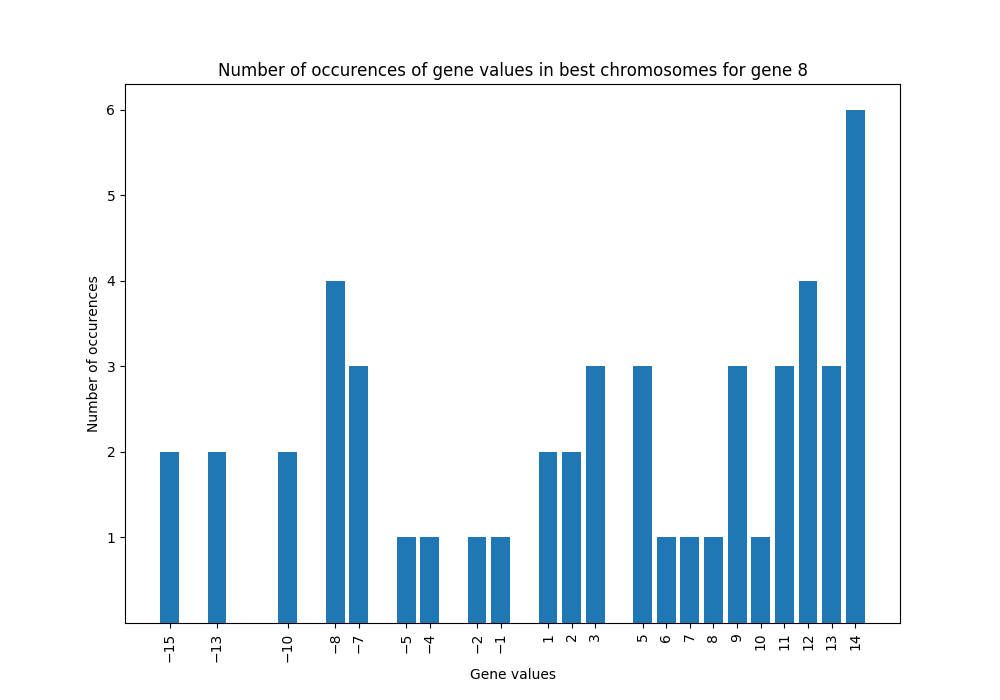 Number of occurences of gene values in best chromosomes for gene 8
6
5
4
3
2
1
Number of occurences
−15 −13 −10 −8 −7 −5 −4 −2 −1 1 2 3 5 6 7 8 9 10 11 12 13 14
Gene values